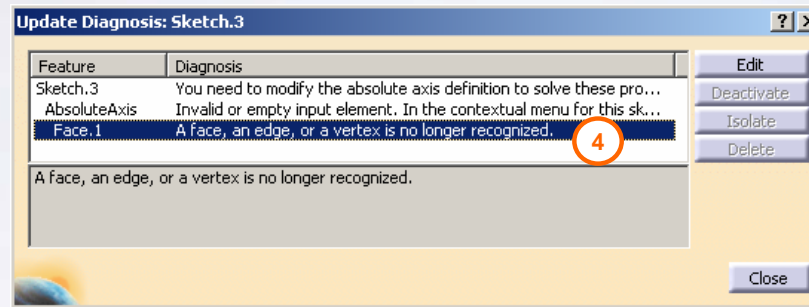 Update Diagnosis: Sketch.3
Feature Diagnosis
Sketch.3 You need to modify the absolute axis definition to solve these pro...
AbsoluteAxis Invalid or empty input element. In the contextual menu for this sk...
Face.1 A face, an edge, or a vertex is no longer recognized.
4
A face, an edge, or a vertex is no longer recognized.
Edit
Deactivate
Isolate
Delete
Close